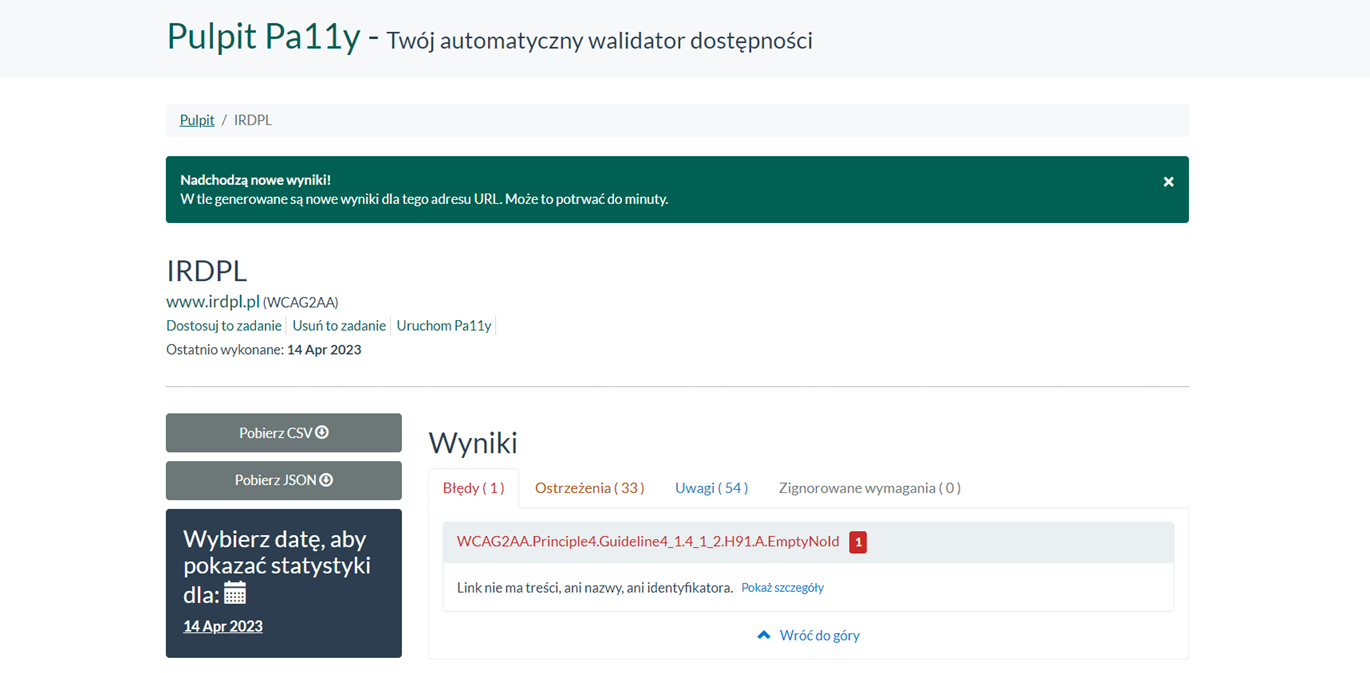 Pulpit Pa11y - Twój automatyczny walidator dostępności
Pulpit / IRDPL
Nadchodzą nowe wyniki!
W tle generowane są nowe wyniki dla tego adresu URL. Może to potrwać do minuty.
IRDPL
www.irdpl.pl (WCAG2AA)
Dostosuj to zadanie Usuń to zadanie Uruchom Pa11y
Ostatnio wykonane: 14 Apr 2023
Pobierz CSV
Pobierz JSON
Wybierz datę, aby
pokazać statystyki
dla:
14 Apr 2023
Wyniki
Błędy ( 1 ) Ostrzeżenia ( 33 ) Uwagi ( 54 ) Zignorowane wymagania ( 0 )
WCAG2AA.Principle4.Guideline4_1.4_1_2.H91.A.EmptyNoId 1
Link nie ma treści, ani nazwy, ani identyfikatora. Pokaż szczegóły
Wróć do góry